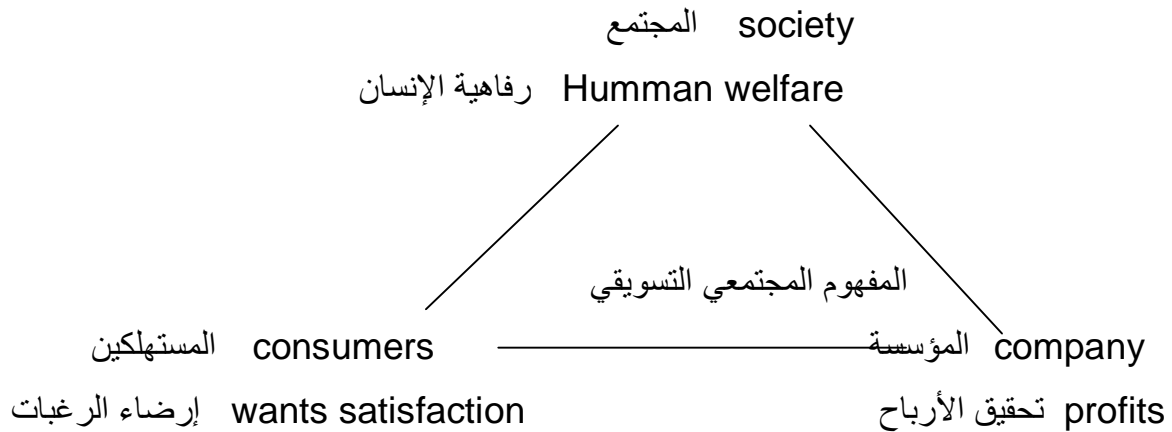 المجتمع society
رفاهية الإنسان Humman welfare
المفهوم المجتمعي التسويقي
المستهلكين consumers
المؤسسة company
إرضاء الرغبات wants satisfaction
تحقيق الأرباح profits